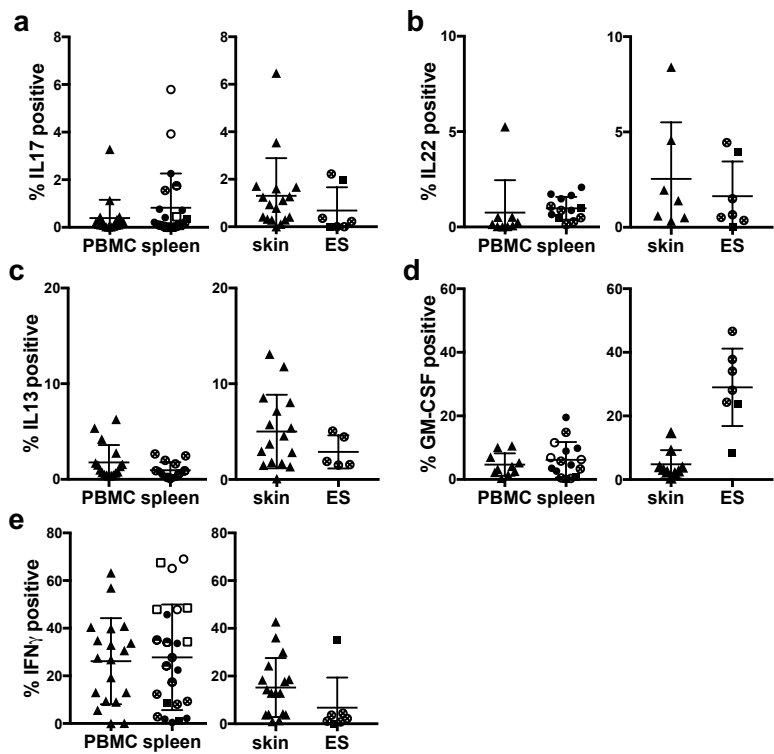 a
% IL17 positive
8
6
4
2
0
PBMC spleen
8
6
4
2
0
skin ES
b
% IL22 positive
10
5
0
PBMC spleen
10
5
0
skin ES
c
% IL13 positive
20
10
0
PBMC spleen
20
10
0
skin ES
d
% GM-CSF positive
60
40
20
0
PBMC spleen
60
40
20
0
skin ES
e
% IFNγ positive
80
60
40
20
0
PBMC spleen
80
60
40
20
0
skin ES